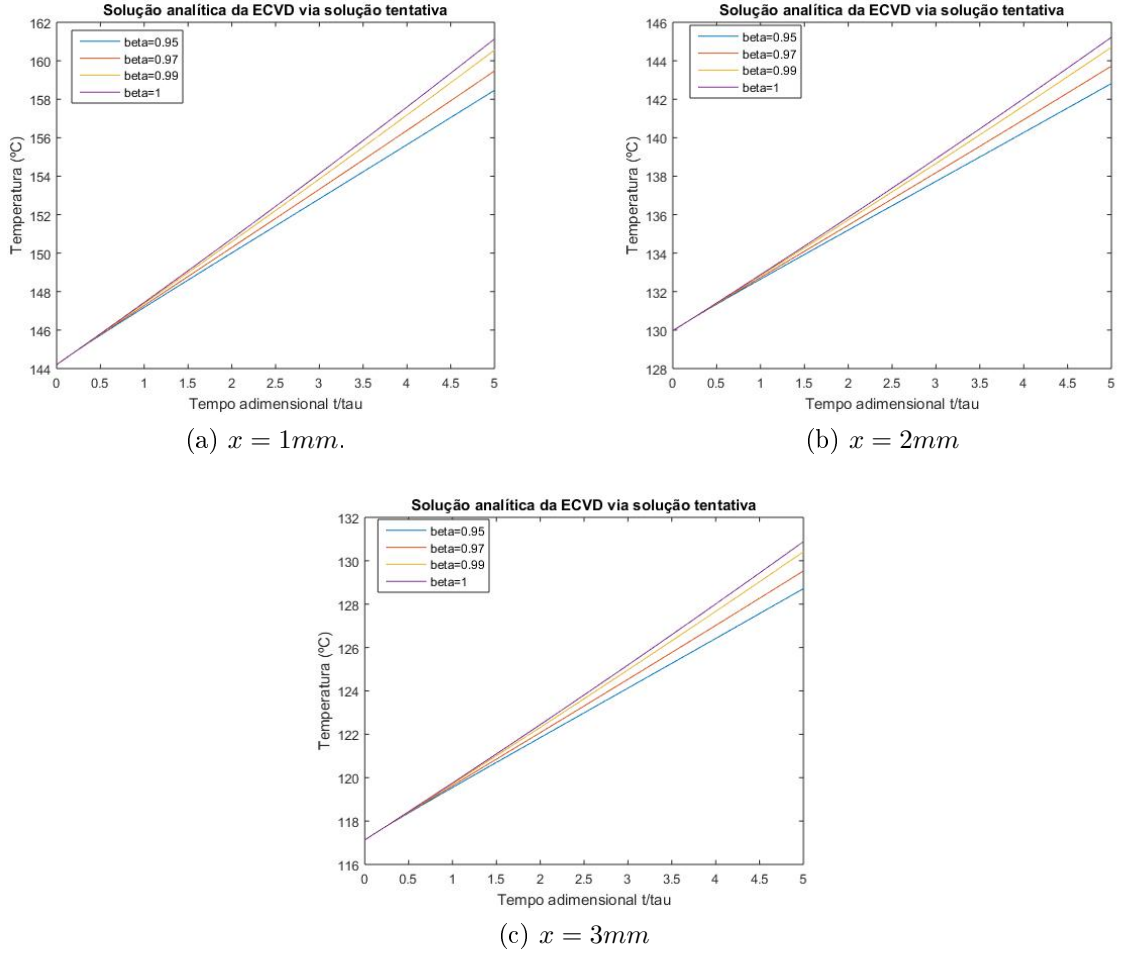 Solução analítica da ECVD via solução tentativa
162
160
158
156
154
152
150
148
146
144
Temperatura (ºC)
beta=0.95
beta=0.97
beta=0.99
beta=1
0 0.5 1 1.5 2 2.5 3 3.5 4 4.5 5
Tempo adimensional t/tau
(a) x = 1mm.
Solução analítica da ECVD via solução tentativa
146
144
142
140
138
136
134
132
130
128
Temperatura (ºC)
beta=0.95
beta=0.97
beta=0.99
beta=1
0 0.5 1 1.5 2 2.5 3 3.5 4 4.5 5
Tempo adimensional t/tau
(b) x = 2mm
Solução analítica da ECVD via solução tentativa
132
130
128
126
124
122
120
118
116
Temperatura (ºC)
beta=0.95
beta=0.97
beta=0.99
beta=1
0 0.5 1 1.5 2 2.5 3 3.5 4 4.5 5
Tempo adimensional t/tau
(c) x = 3mm